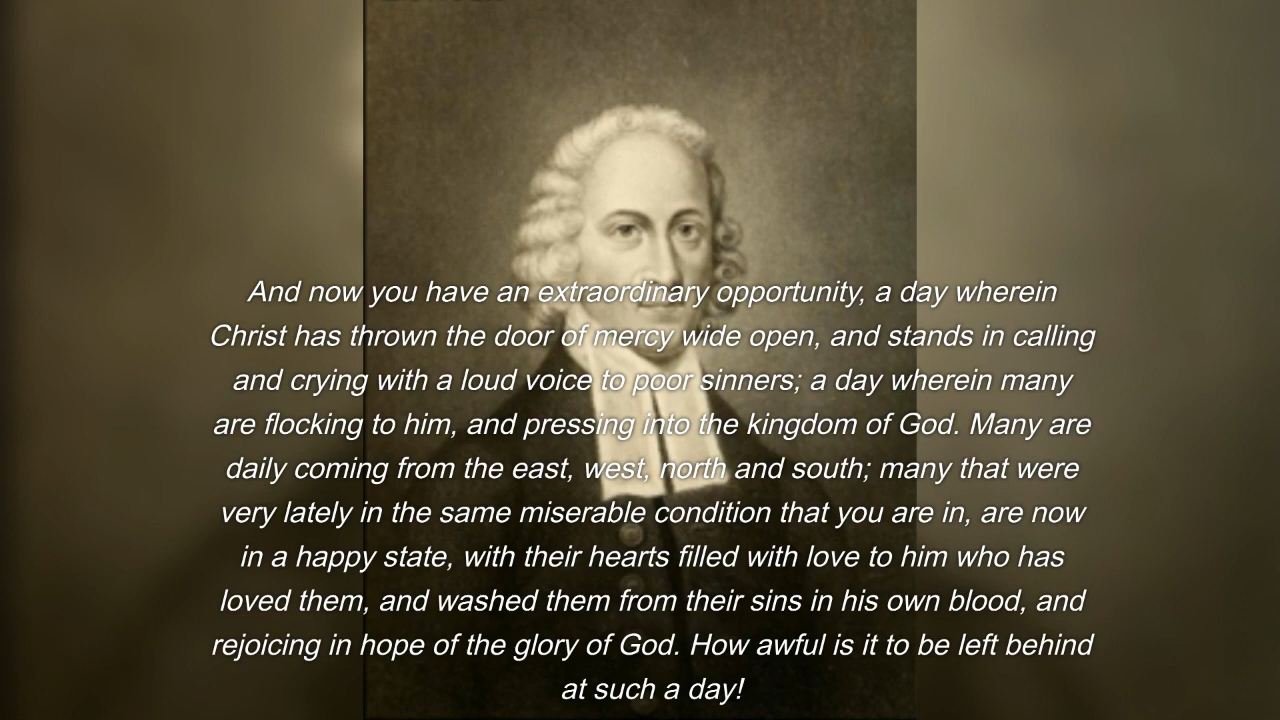 And now you have an extraordinary opportunity, a day wherein
Christ has thrown the door of mercy wide open, and stands in calling
and crying with a loud voice to poor sinners; a day wherein many
are flocking to him, and pressing into the kingdom of God. Many are
daily coming from the east, west, north and south; many that were
very lately in the same miserable condition that you are in, are now
in a happy state, with their hearts filled with love to him who has
loved them, and washed them from their sins in his own blood, and
rejoicing in hope of the glory of God. How awful is it to be left behind
at such a day!